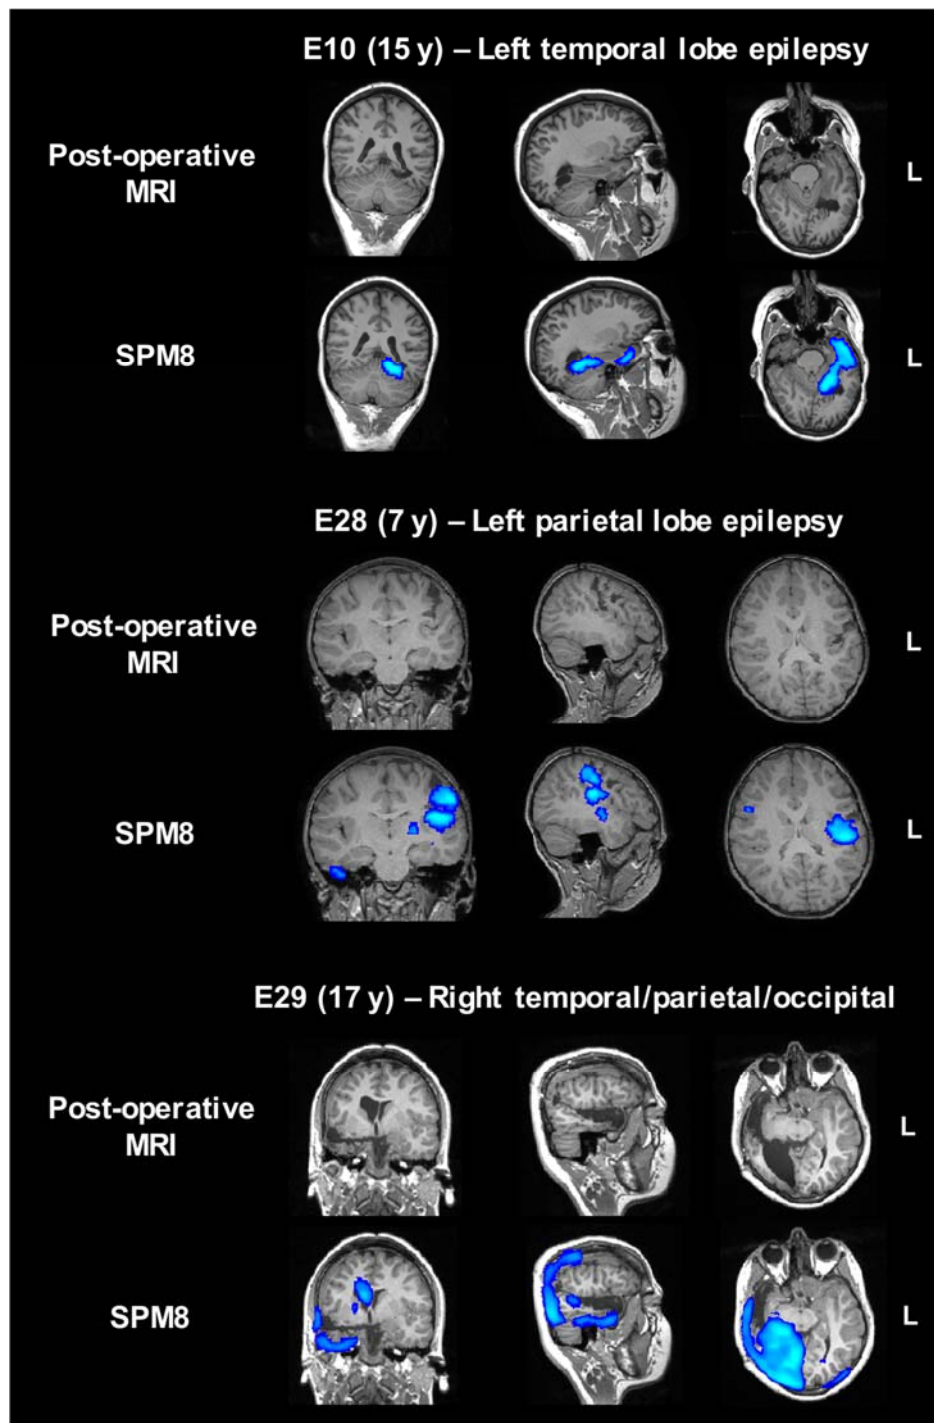 E10 (15 y) – Left temporal lobe epilepsy
Post-operative
MRI
L
SPM8
L
E28 (7 y) – Left parietal lobe epilepsy
Post-operative
MRI
L
SPM8
L
E29 (17 y) – Right temporal/parietal/occipital
Post-operative
MRI
L
SPM8
L